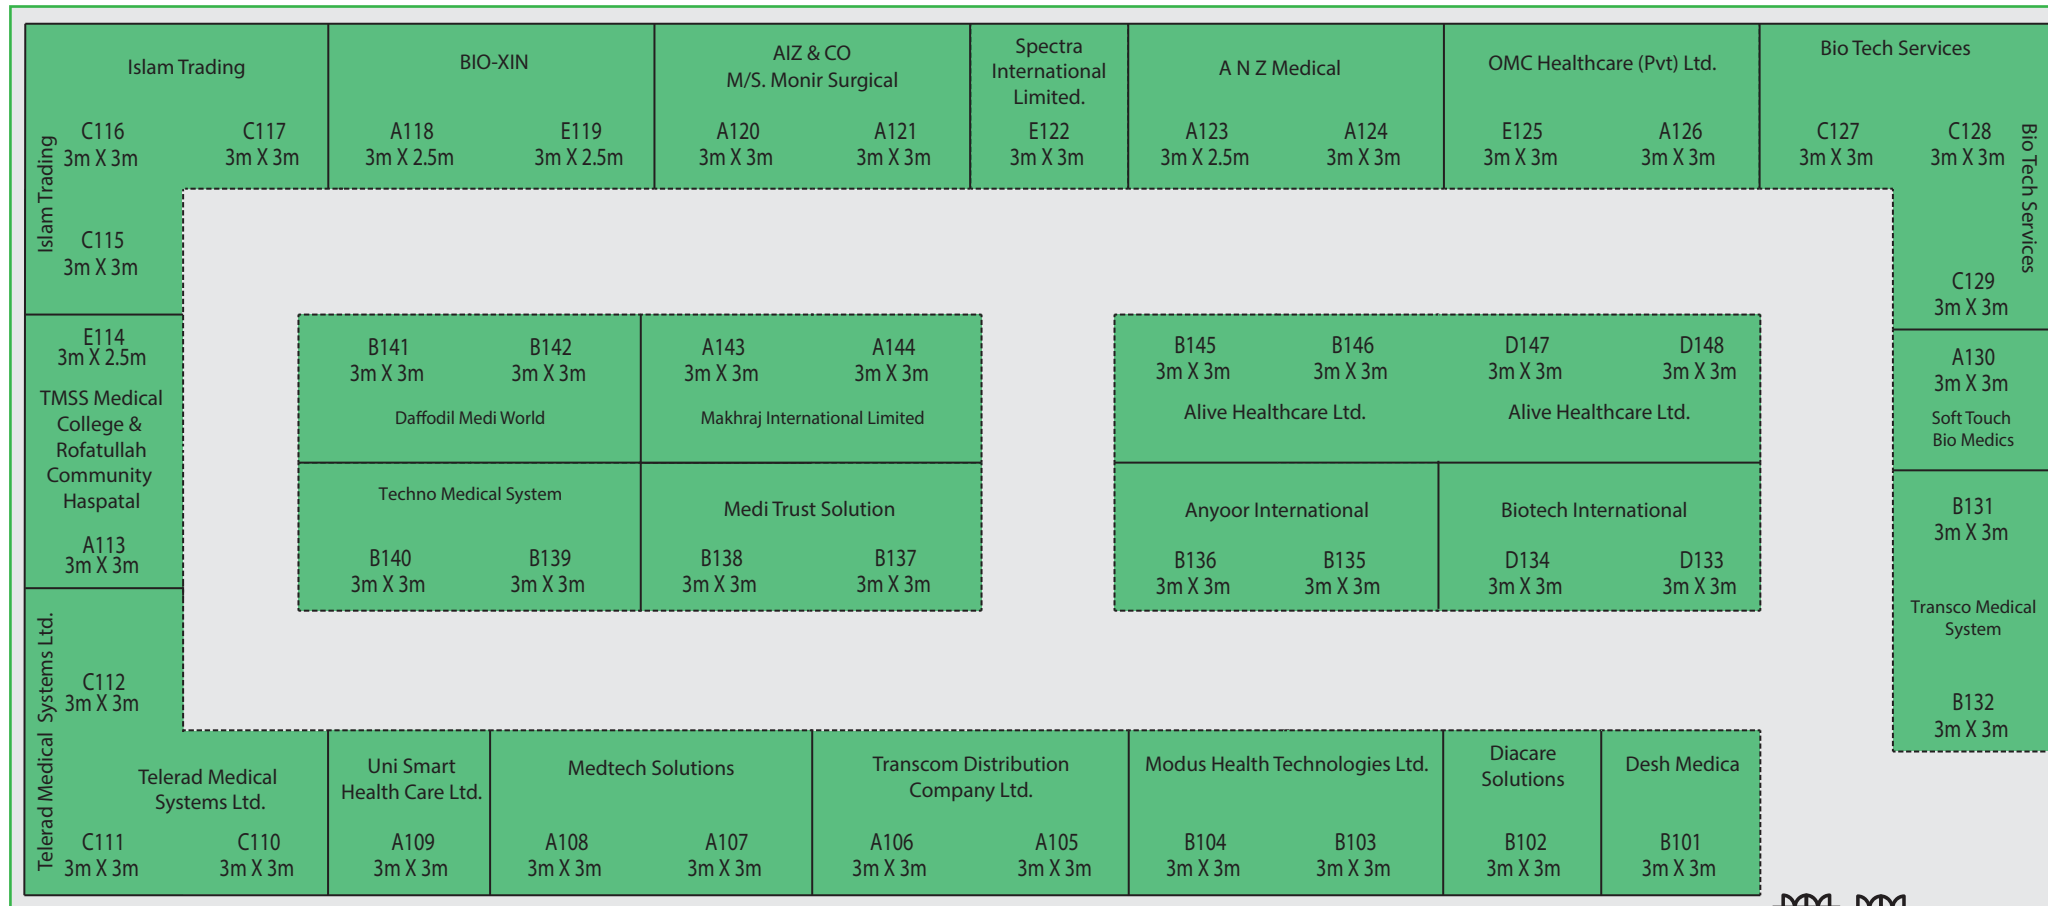 Islam Trading
C116
3m X 3m
C117
3m X 3m
Islam Trading
C115
3m X 3m
BIO-XIN
A118
3m X 2.5m
E119
3m X 2.5m
AIZ & CO
M/S. Monir Surgical
A120
3m X 3m
A121
3m X 3m
Spectra
International
Limited.
E122
3m X 3m
A N Z Medical
A123
3m X 2.5m
A124
3m X 3m
OMC Healthcare (Pvt) Ltd.
E125
3m X 3m
A126
3m X 3m
Bio Tech Services
C127
3m X 3m
C128
3m X 3m
Bio Tech Services
C129
3m X 3m
E114
3m X 2.5m
TMSS Medical
College &
Rofatullah
Community
Haspatal
A113
3m X 3m
B141
3m X 3m
B142
3m X 3m
Daffodil Medi World
A143
3m X 3m
A144
3m X 3m
Makhraj International Limited
B145
3m X 3m
B146
3m X 3m
Alive Healthcare Ltd.
D147
3m X 3m
D148
3m X 3m
Alive Healthcare Ltd.
A130
3m X 3m
Soft Touch
Bio Medics
Techno Medical System
B140
3m X 3m
B139
3m X 3m
Medi Trust Solution
B138
3m X 3m
B137
3m X 3m
Anyoor International
B136
3m X 3m
B135
3m X 3m
Biotech International
D134
3m X 3m
D133
3m X 3m
B131
3m X 3m
Transco Medical
System
B132
3m X 3m
Telerad Medical Systems Ltd.
C112
3m X 3m
Telerad Medical
Systems Ltd.
C111
3m X 3m
C110
3m X 3m
Uni Smart
Health Care Ltd.
A109
3m X 3m
Medtech Solutions
A108
3m X 3m
A107
3m X 3m
Transcom Distribution
Company Ltd.
A106
3m X 3m
A105
3m X 3m
Modus Health Technologies Ltd.
B104
3m X 3m
B103
3m X 3m
Diacare
Solutions
B102
3m X 3m
Desh Medica
B101
3m X 3m